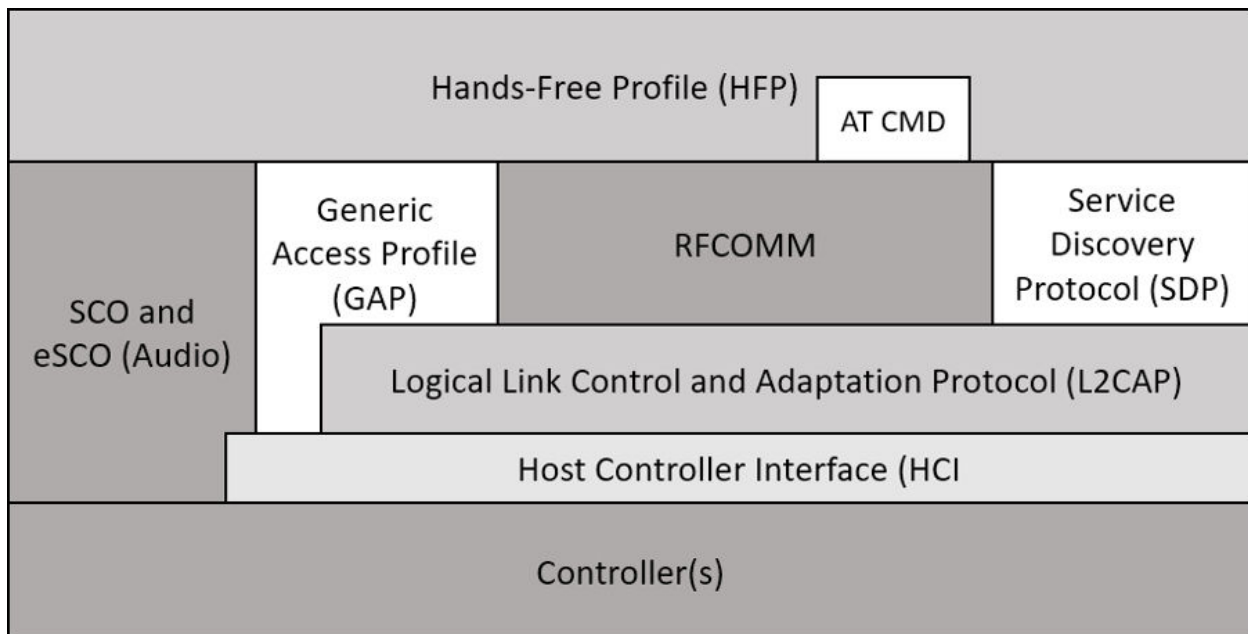 Hands-Free Profile (HFP)
AT CMD
Generic
Access Profile
(GAP)
RFCOMM
Service
Discovery
Protocol (SDP)
SCO and
eSCO (Audio)
Logical Link Control and Adaptation Protocol (L2CAP)
Host Controller Interface (HCI
Controller(s)